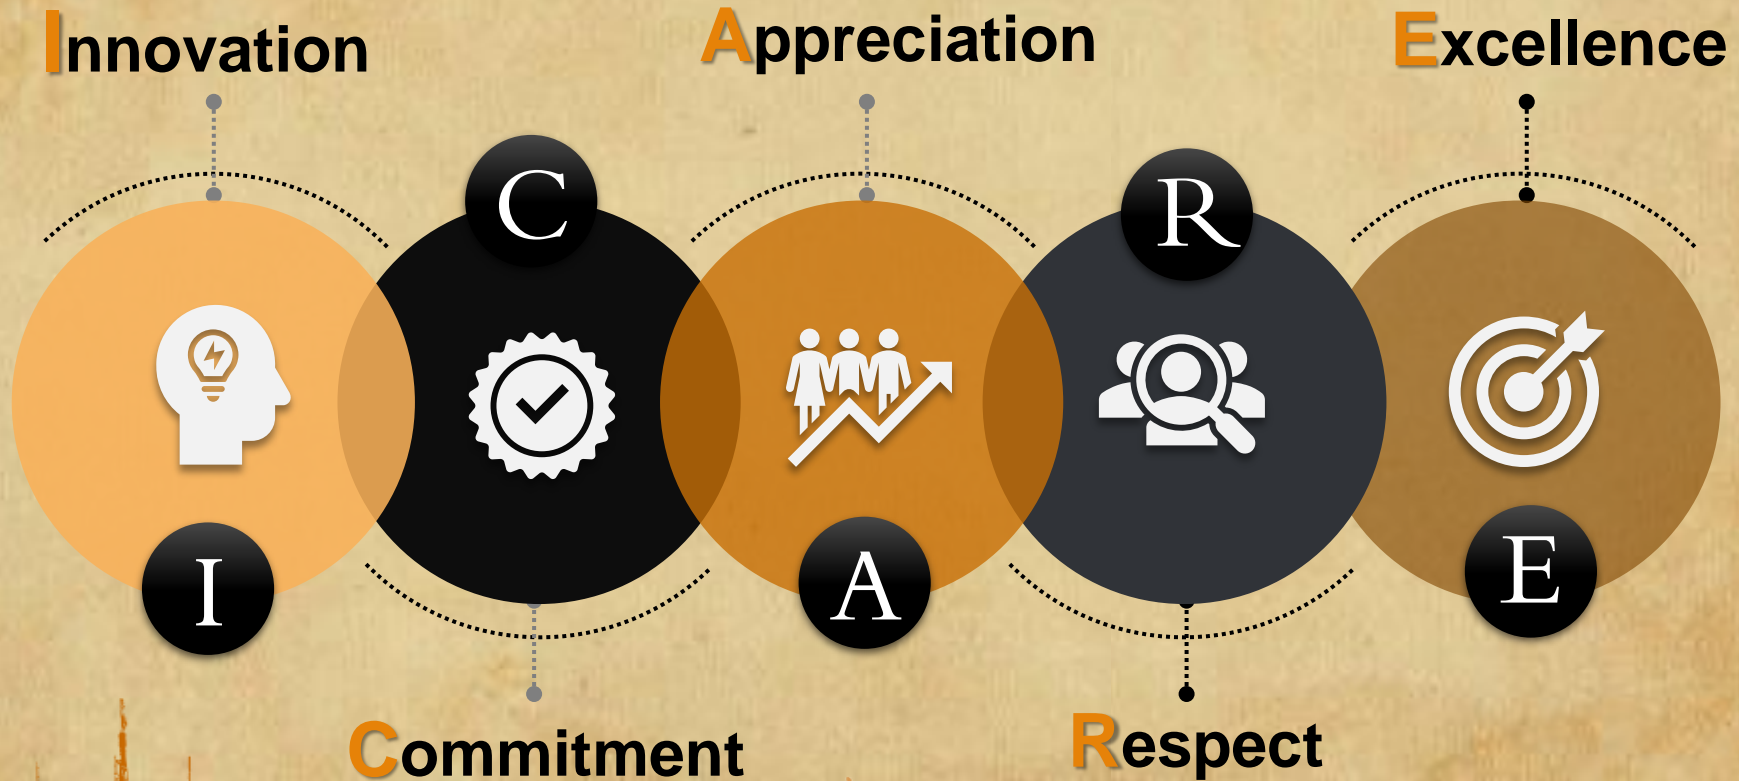 Innovation
Appreciation
Excellence
C
R
I
A
E
Commitment
Respect